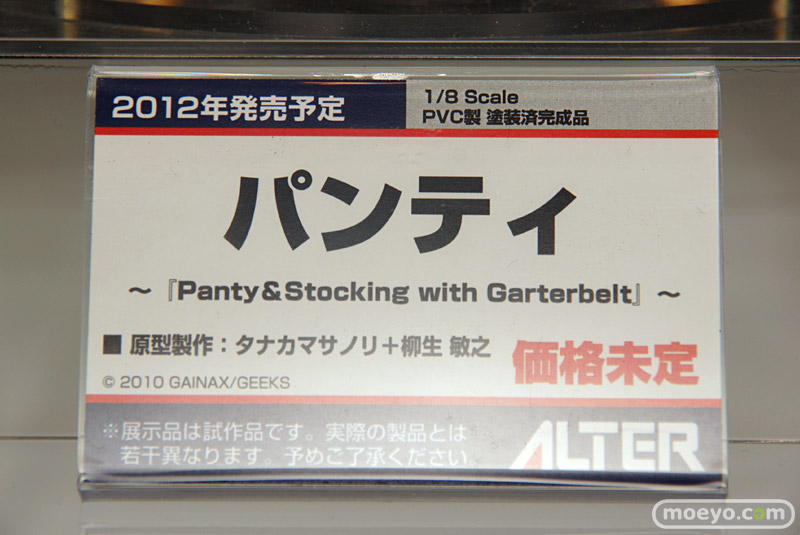 2012年発売予定
1/8 Scale
PVC製 塗装済完成品
パンティ
～『Panty&Stocking with Garterbelt』～
■ 原型製作：タナカマサノリ＋柳生 敏之
価格未定
© 2010 GAINAX/GEEKS
※展示品は試作品です。実際の製品とは
若干異なります。予めご了承ください。
ALTER
moeyo.com